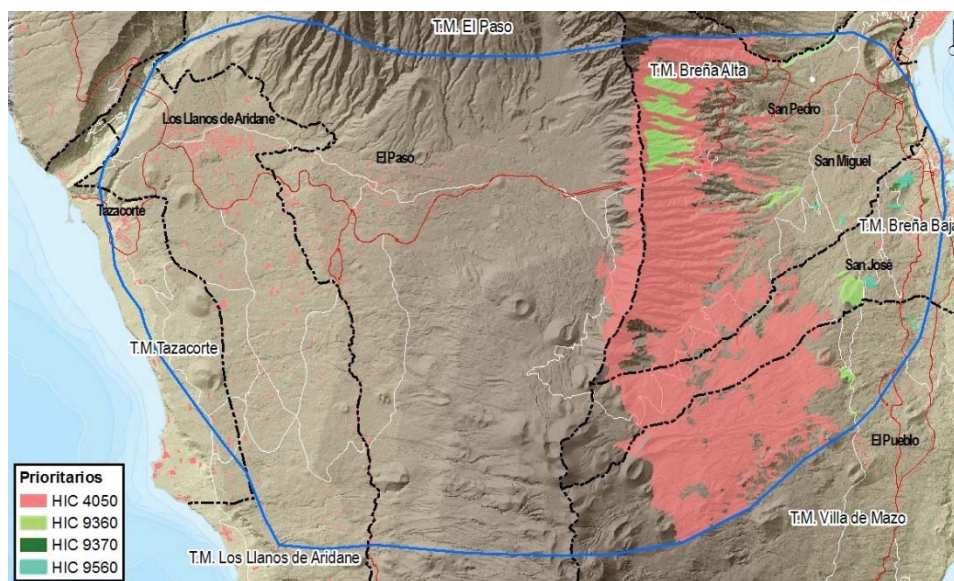 T.M. El Paso
T.M. Breña Alta
San Pedro
Los Llanos de Aridane
El Paso
San Miguel
Tazacorte
T.M. Breña Baja
San José
T.M.Tazacorte
El Pueblo
T.M. Villa de Mazo
T.M. Los Llanos de Aridane
Prioritarios
HIC 4050
HIC 9360
HIC 9370
HIC 9560